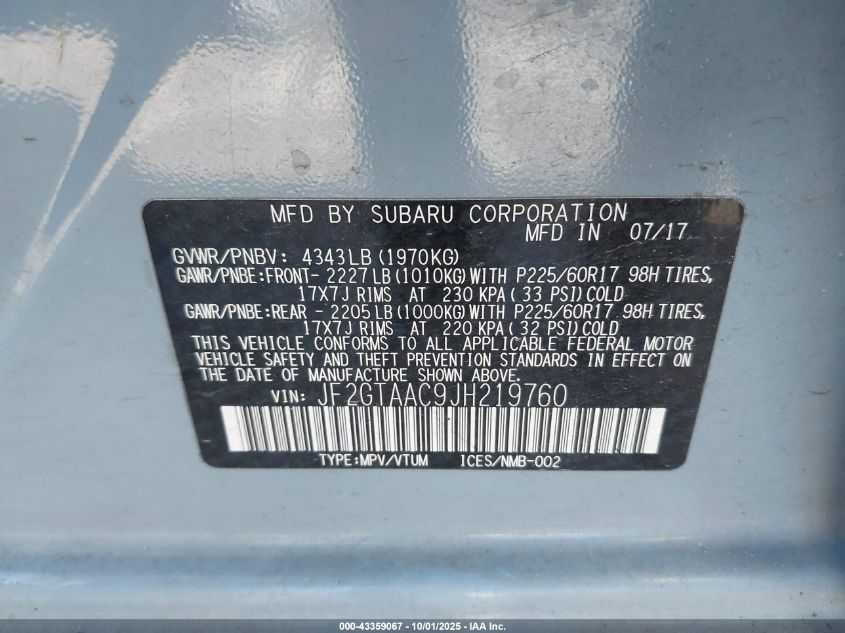 MFD BY SUBARU CORPORATION
MFD IN 07/17
GVWR/PNBV: 4343LB (1970KG)
GAWR/PNBE:FRONT- 2227LB (1010KG) WITH P225/60R17 98H TIRES,
17X7J RIMS AT 230 KPA ( 33 PSI) COLD
GAWR/PNBE:REAR - 2205LB (1000KG) WITH P225/60R17 98H TIRES,
17X7J RIMS AT 220 KPA ( 32 PSI) COLD
THIS VEHICLE CONFORMS TO ALL APPLICABLE FEDERAL MOTOR
VEHICLE SAFETY AND THEFT PREVENTION STANDARDS IN EFFECT ON
THE DATE OF MANUFACTURE SHOWN ABOVE.
VIN: JF2GTAAC9JH219760
TYPE:MPV/VTUM ICES/NMB-002
000-43359067 - 10/01/2025 - IAA Inc.